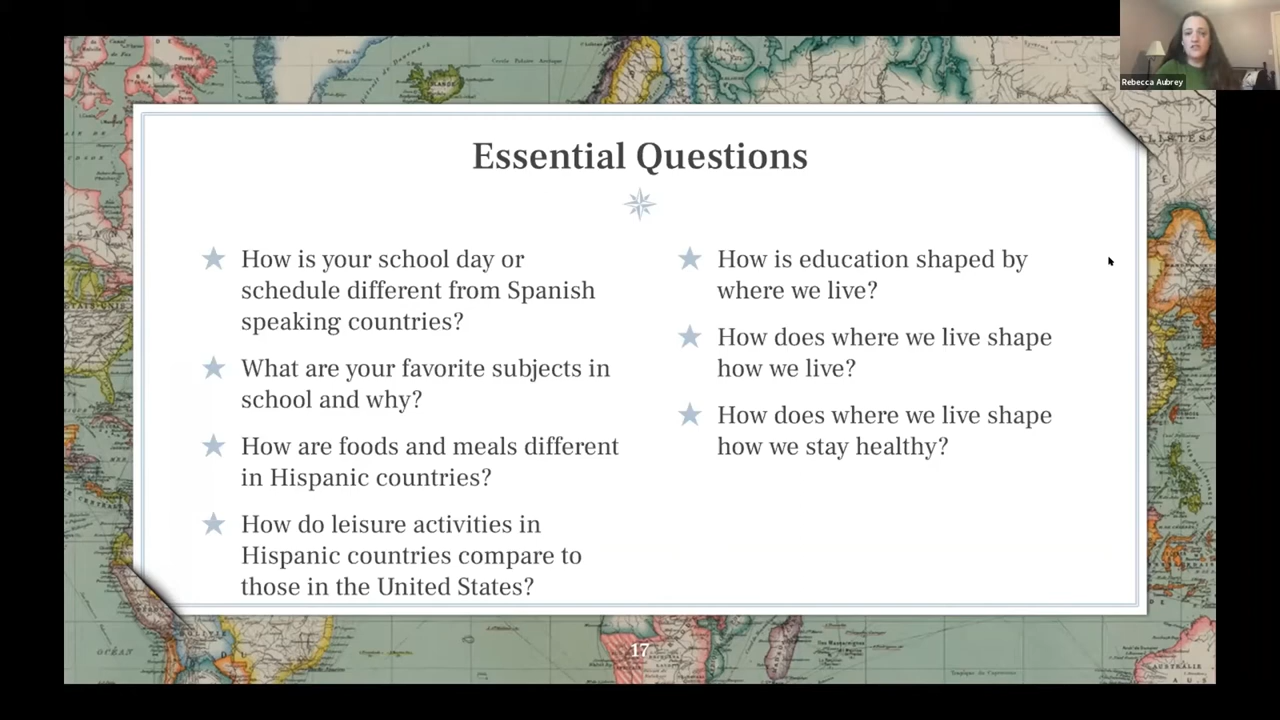 Rebecca Aubrey
Essential Questions
How is your school day or
schedule different from Spanish
speaking countries?
What are your favorite subjects in
school and why?
How are foods and meals different
in Hispanic countries?
How do leisure activities in
Hispanic countries compare to
those in the United States?
How is education shaped by
where we live?
How does where we live shape
how we live?
How does where we live shape
how we stay healthy?
17
OCÉAN